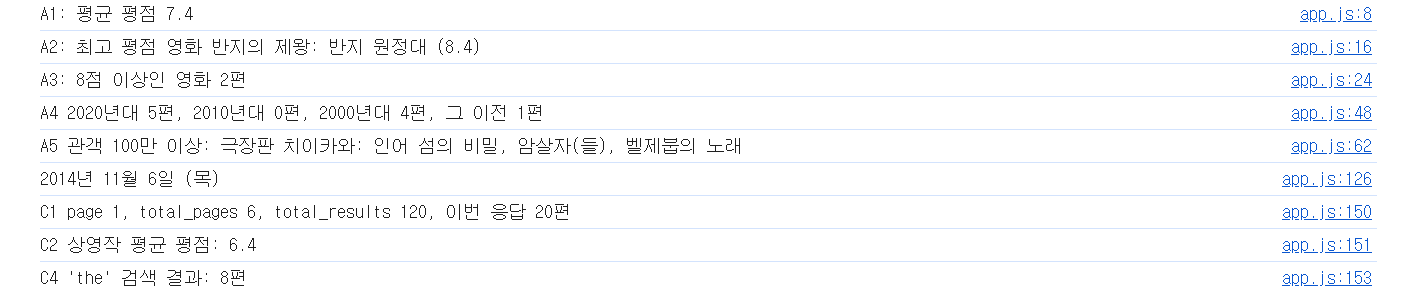 A1: 평균 평점 7.4 app.js:8
A2: 최고 평점 영화 반지의 제왕: 반지 원정대 (8.4) app.js:16
A3: 8점 이상인 영화 2편 app.js:24
A4 2020년대 5편, 2010년대 0편, 2000년대 4편, 그 이전 1편 app.js:48
A5 관객 100만 이상: 극장판 치이카와: 인어 섬의 비밀, 암살자(들), 벨제붑의 노래 app.js:62
2014년 11월 6일 (목) app.js:126
C1 page 1, total_pages 6, total_results 120, 이번 응답 20편 app.js:150
C2 상영작 평균 평점: 6.4 app.js:151
C4 'the' 검색 결과: 8편 app.js:153